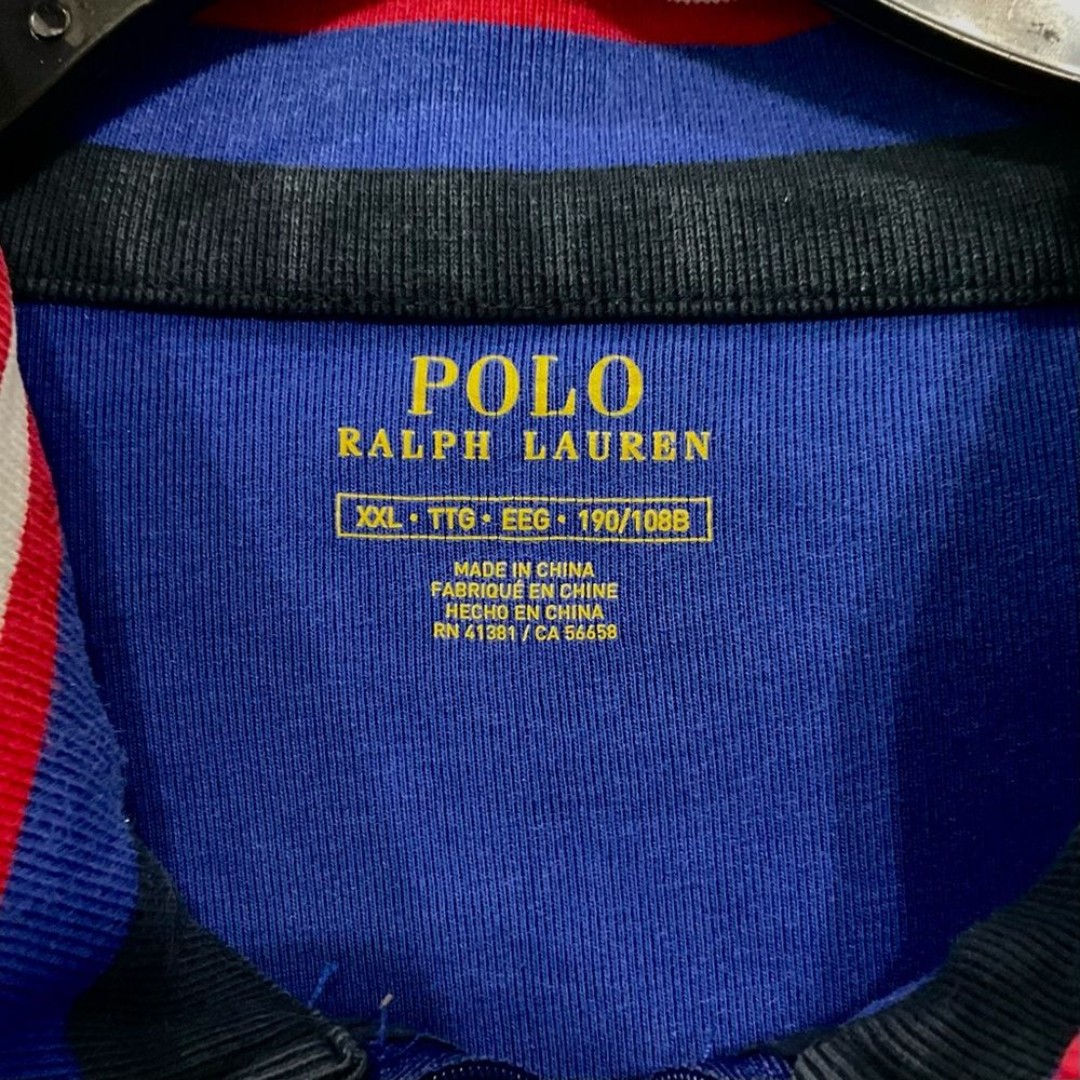 POLO
RALPH LAUREN
XXL • TTG • EEG • 190/108B
MADE IN CHINA
FABRIQUÉ EN CHINE
HECHO EN CHINA
RN 41381 / CA 56658